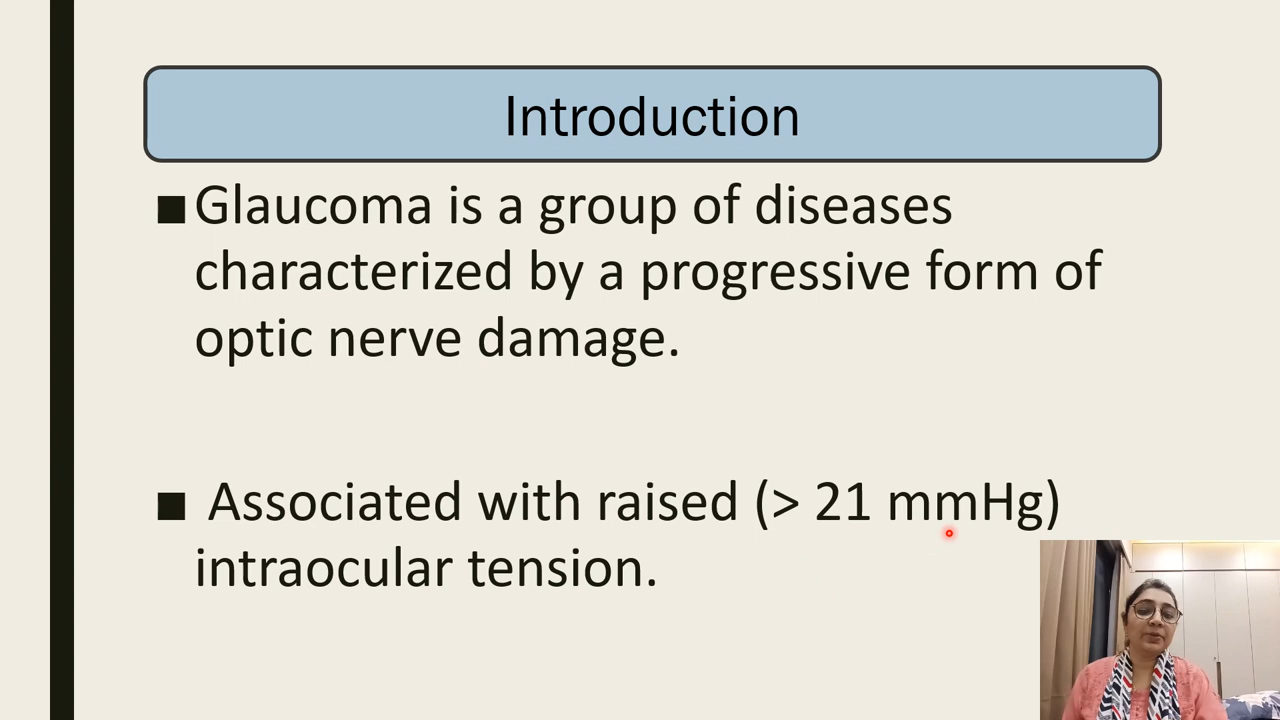 Introduction
■ Glaucoma is a group of diseases
characterized by a progressive form of
optic nerve damage.
■ Associated with raised (> 21 mmHg)
intraocular tension.